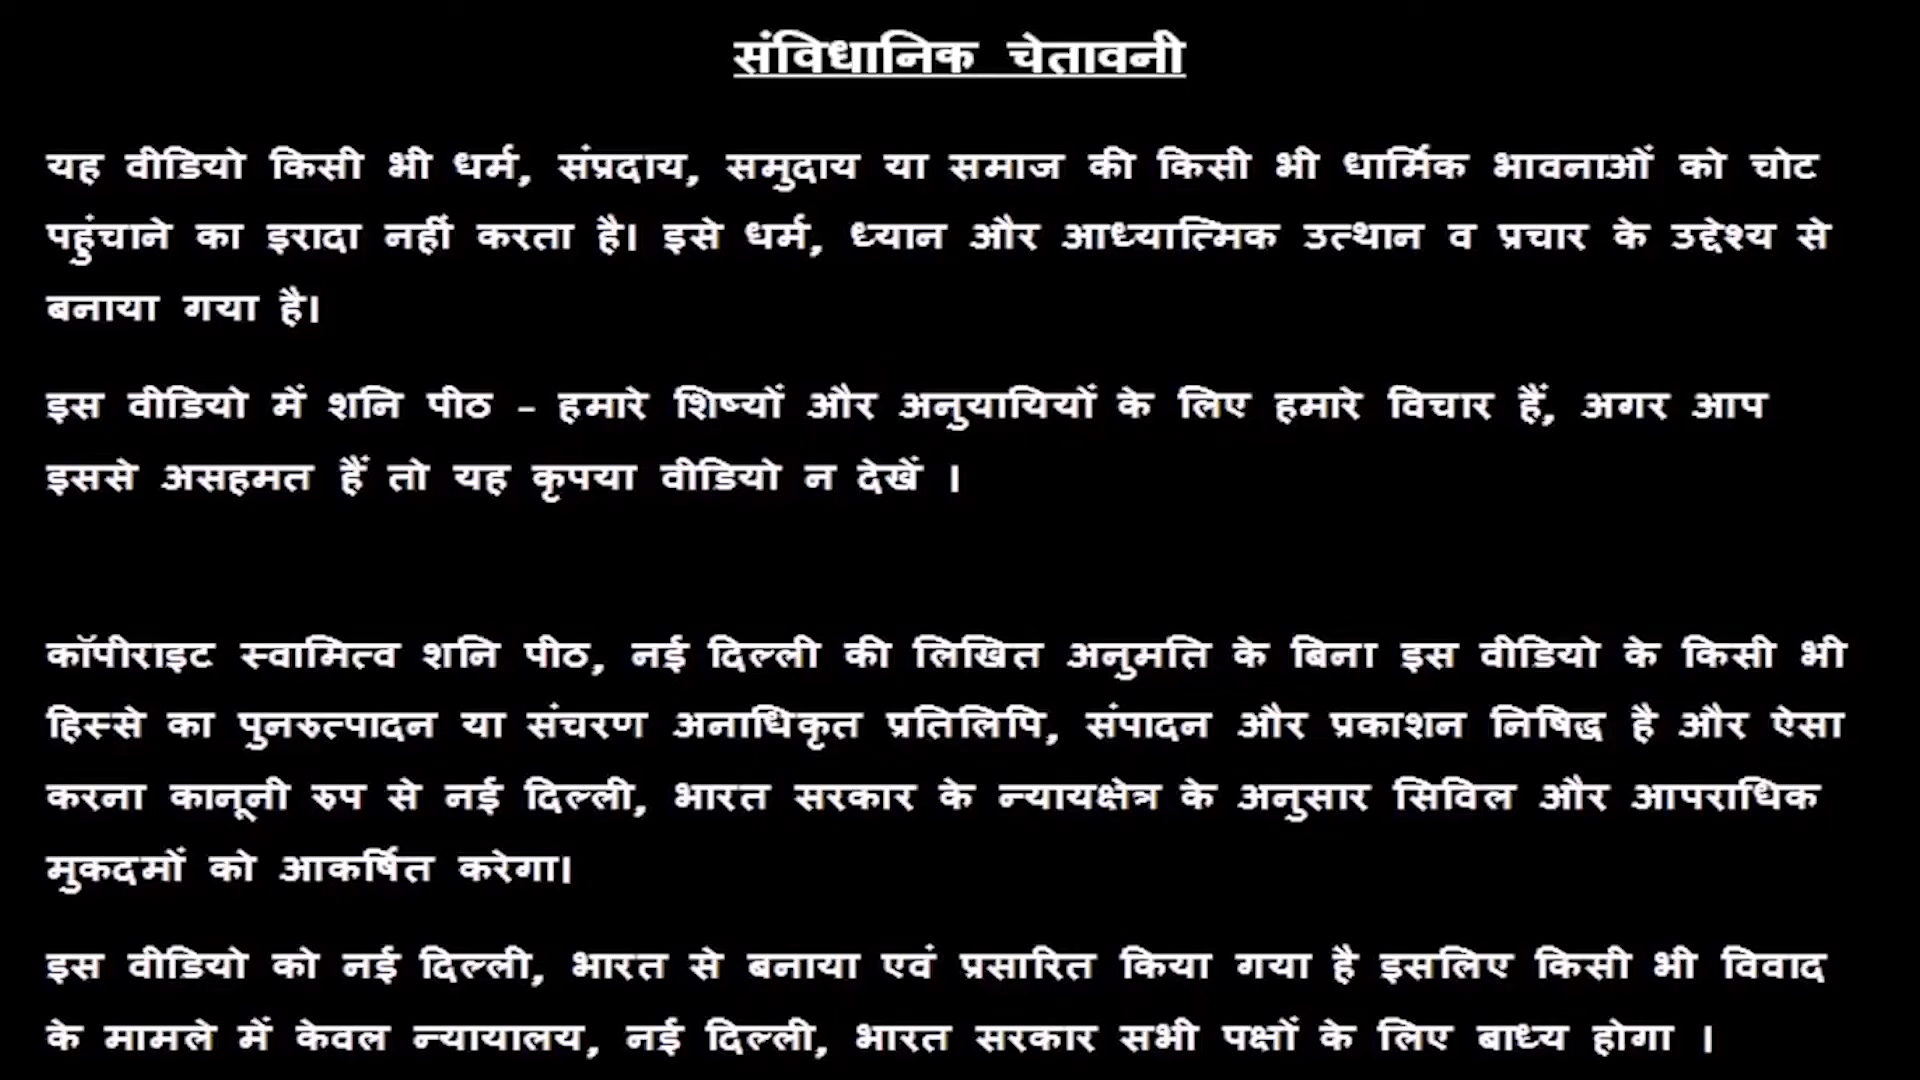 संविधानिक चेतावनी
यह वीडियो किसी भी धर्म, संप्रदाय, समुदाय या समाज की किसी भी धार्मिक भावनाओं को चोट
पहुंचाने का इरादा नहीं करता है। इसे धर्म, ध्यान और आध्यात्मिक उत्थान व प्रचार के उद्देश्य से
बनाया गया है।
इस वीडियो में शनि पीठ - हमारे शिष्यों और अनुयायियों के लिए हमारे विचार हैं, अगर आप
इससे असहमत हैं तो यह कृपया वीडियो न देखें ।
कॉपीराइट स्वामित्व शनि पीठ, नई दिल्ली की लिखित अनुमति के बिना इस वीडियो के किसी भी
हिस्से का पुनरुत्पादन या संचरण अनाधिकृत प्रतिलिपि, संपादन और प्रकाशन निषिद्ध है और ऐसा
करना कानूनी रुप से नई दिल्ली, भारत सरकार के न्यायक्षेत्र के अनुसार सिविल और आपराधिक
मुकदमों को आकर्षित करेगा।
इस वीडियो को नई दिल्ली, भारत से बनाया एवं प्रसारित किया गया है इसलिए किसी भी विवाद
के मामले में केवल न्यायालय, नई दिल्ली, भारत सरकार सभी पक्षों के लिए बाध्य होगा ।